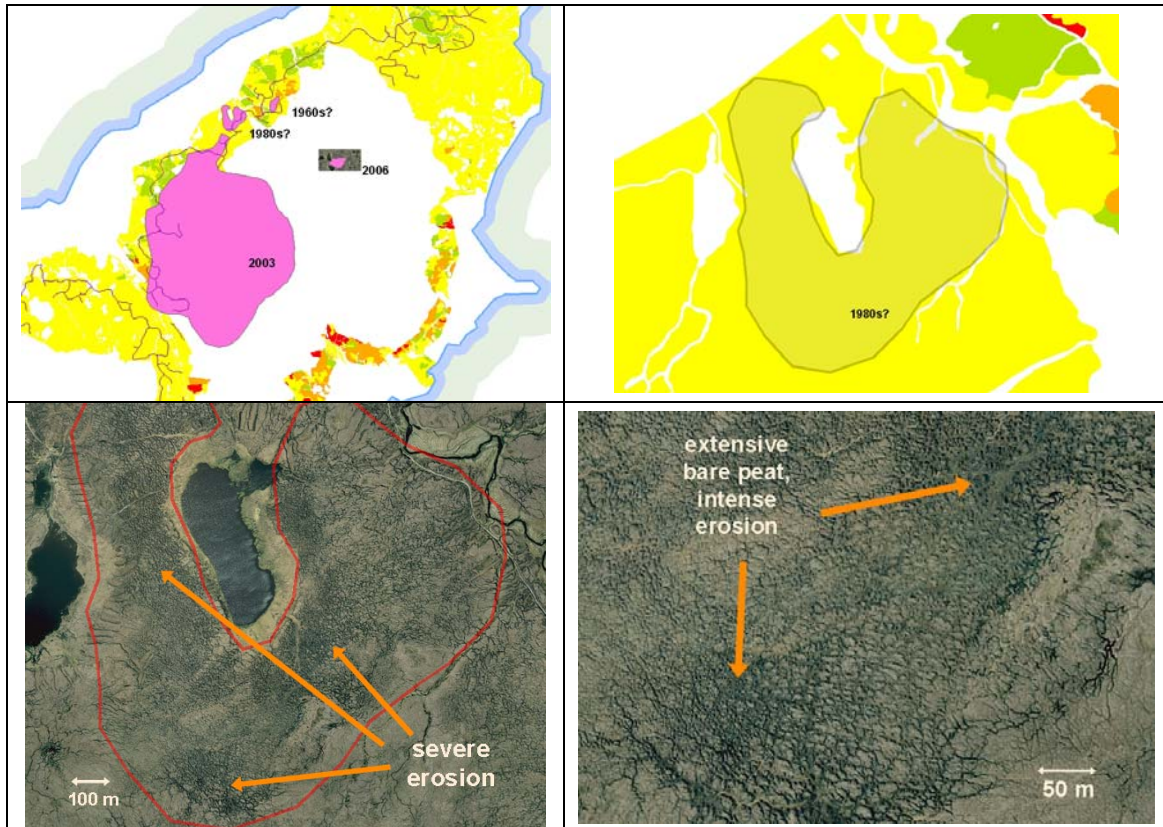 1960s?
1980s?
2006
2003
1980s?
severe
erosion
100 m
extensive
bare peat,
intense
erosion
50 m